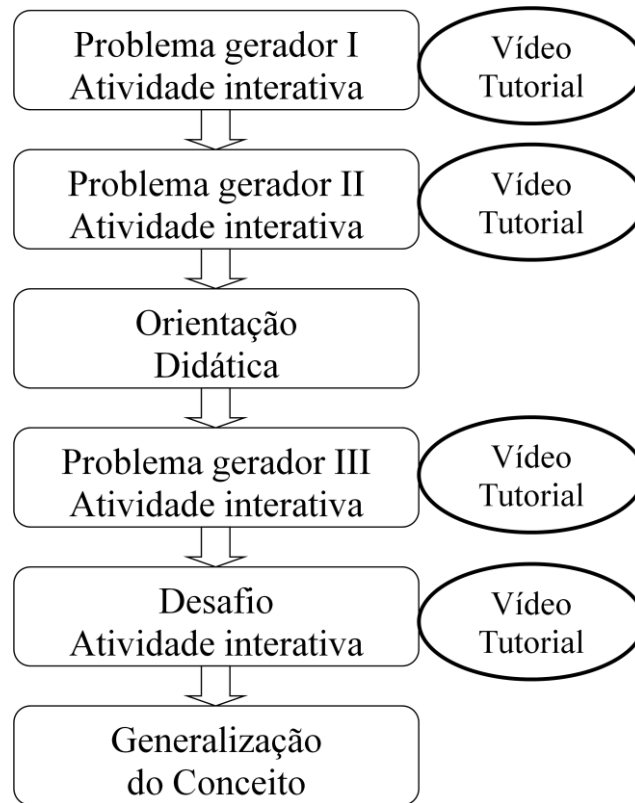 Problema gerador I
Atividade interativa
Vídeo
Tutorial
Problema gerador II
Atividade interativa
Vídeo
Tutorial
Orientação
Didática
Problema gerador III
Atividade interativa
Vídeo
Tutorial
Desafio
Atividade interativa
Vídeo
Tutorial
Generalização
do Conceito